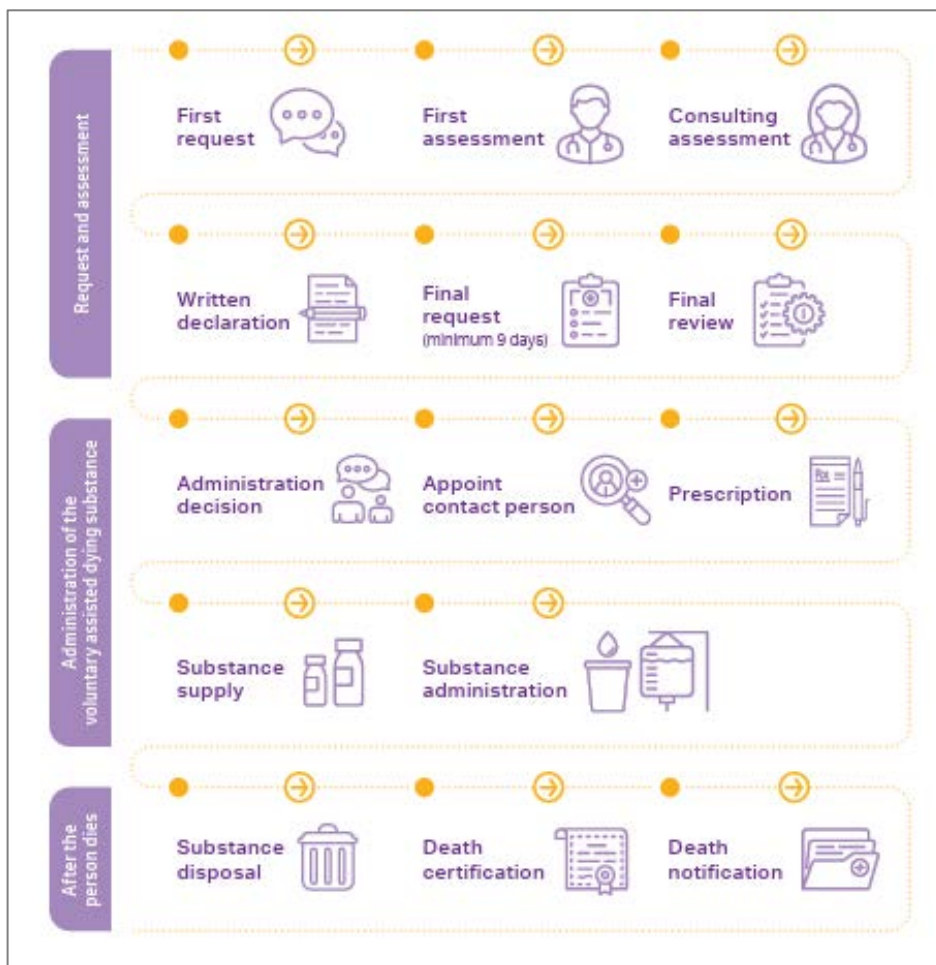 Request and assessment
First
request
First
assessment
Consulting
assessment
Written
declaration
Final
request
(minimum 9 days)
Final
review
Administration of the
voluntary assisted dying substance
Administration
decision
Appoint
contact person
Prescription
Rx
Substance
supply
Substance
administration
After the
person dies
Substance
disposal
Death
certification
Death
notification